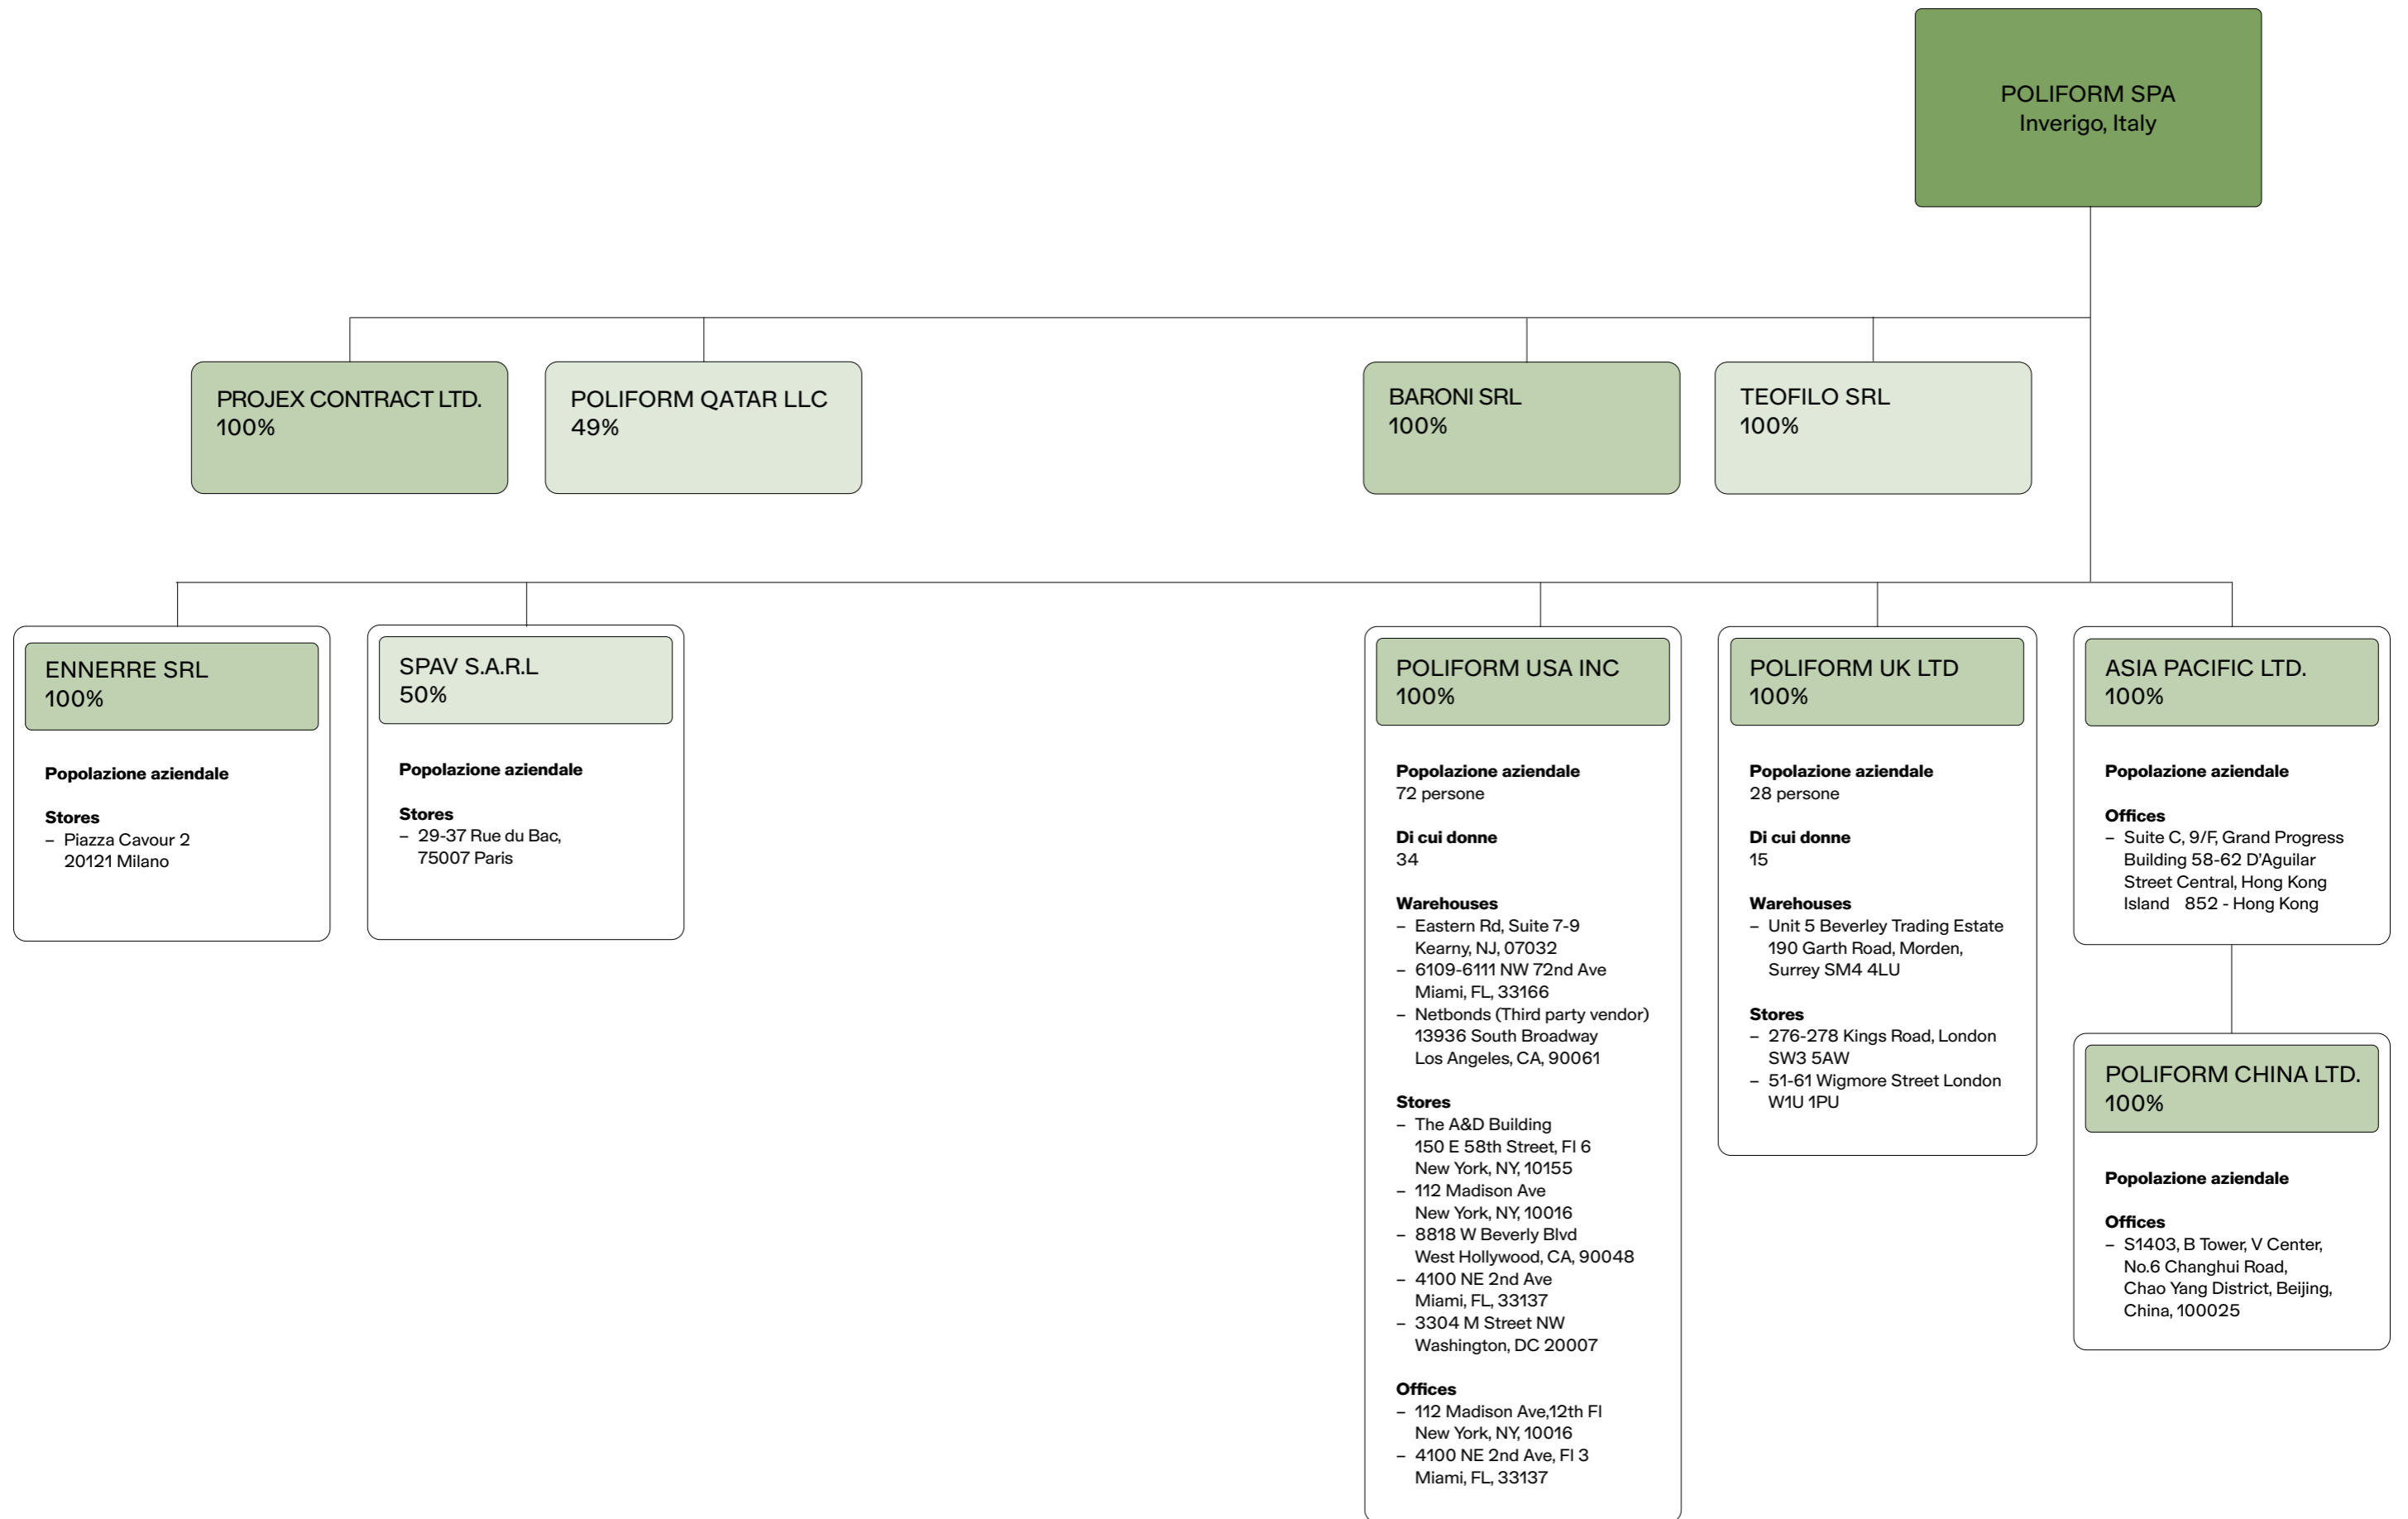 POLIFORM SPA
Inverigo, Italy
PROJEX CONTRACT LTD.
100%
POLIFORM QATAR LLC
49%
BARONI SRL
100%
TEOFILO SRL
100%
ENNERRE SRL
100%
Popolazione aziendale
Stores
– Piazza Cavour 2
20121 Milano
SPAV S.A.R.L
50%
Popolazione aziendale
Stores
– 29-37 Rue du Bac,
75007 Paris
POLIFORM USA INC
100%
Popolazione aziendale
72 persone
Di cui donne
34
Warehouses
– Eastern Rd, Suite 7-9
Kearny, NJ, 07032
– 6109-6111 NW 72nd Ave
Miami, FL, 33166
– Netbonds (Third party vendor)
13936 South Broadway
Los Angeles, CA, 90061
Stores
– The A&D Building
150 E 58th Street, Fl 6
New York, NY, 10155
– 112 Madison Ave
New York, NY, 10016
– 8818 W Beverly Blvd
West Hollywood, CA, 90048
– 4100 NE 2nd Ave
Miami, FL, 33137
– 3304 M Street NW
Washington, DC 20007
Offices
– 112 Madison Ave,12th Fl
New York, NY, 10016
– 4100 NE 2nd Ave, Fl 3
Miami, FL, 33137
POLIFORM UK LTD
100%
Popolazione aziendale
28 persone
Di cui donne
15
Warehouses
– Unit 5 Beverley Trading Estate
190 Garth Road, Morden,
Surrey SM4 4LU
Stores
– 276-278 Kings Road, London
SW3 5AW
– 51-61 Wigmore Street London
W1U 1PU
ASIA PACIFIC LTD.
100%
Popolazione aziendale
Offices
– Suite C, 9/F, Grand Progress
Building 58-62 D’Aguilar
Street Central, Hong Kong
Island 852 - Hong Kong
POLIFORM CHINA LTD.
100%
Popolazione aziendale
Offices
– S1403, B Tower, V Center,
No.6 Changhui Road,
Chao Yang District, Beijing,
China, 100025